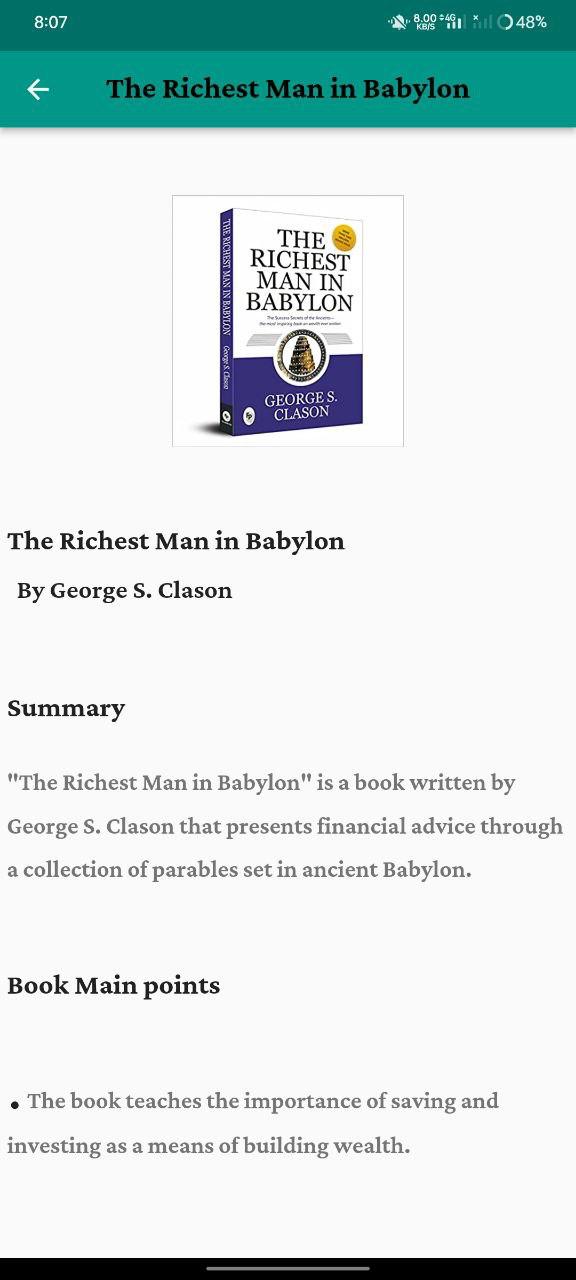 8:07
8.00 KB/S 4G 48%
The Richest Man in Babylon
THE RICHEST MAN IN BABYLON
George S. Clason
THE
RICHEST
MAN IN
BABYLON
The Success Secrets of the Ancients—
the most inspiring book on wealth ever written
GEORGE S.
CLASON
The Richest Man in Babylon
By George S. Clason
Summary
"The Richest Man in Babylon" is a book written by
George S. Clason that presents financial advice through
a collection of parables set in ancient Babylon.
Book Main points
• The book teaches the importance of saving and
investing as a means of building wealth.